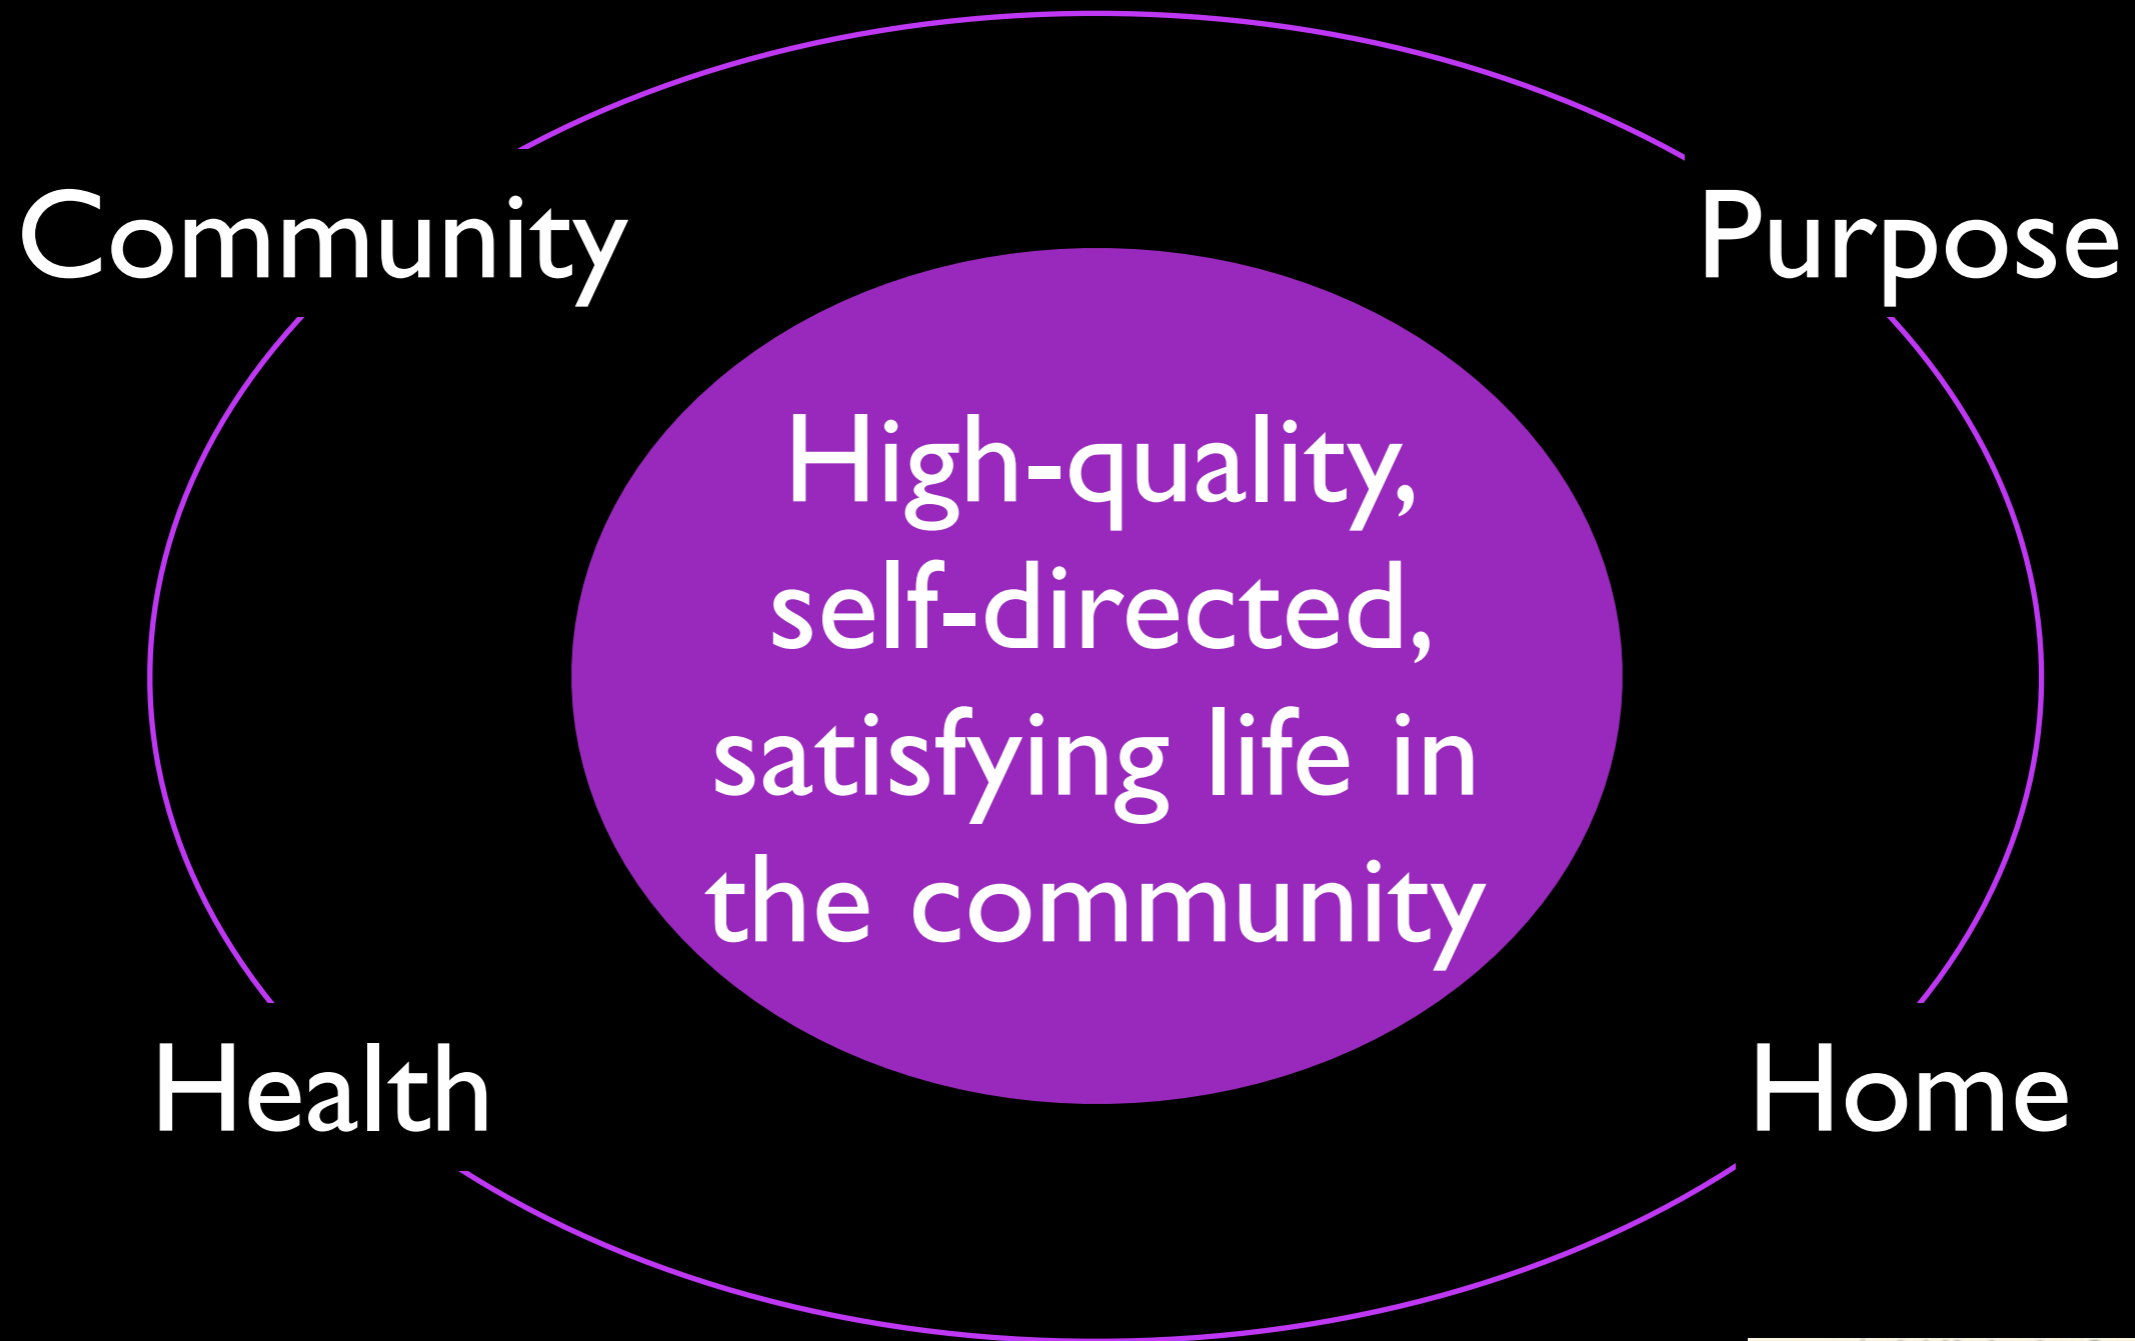 Community
Purpose
High-quality,
self-directed,
satisfying life in
the community
Health
Home